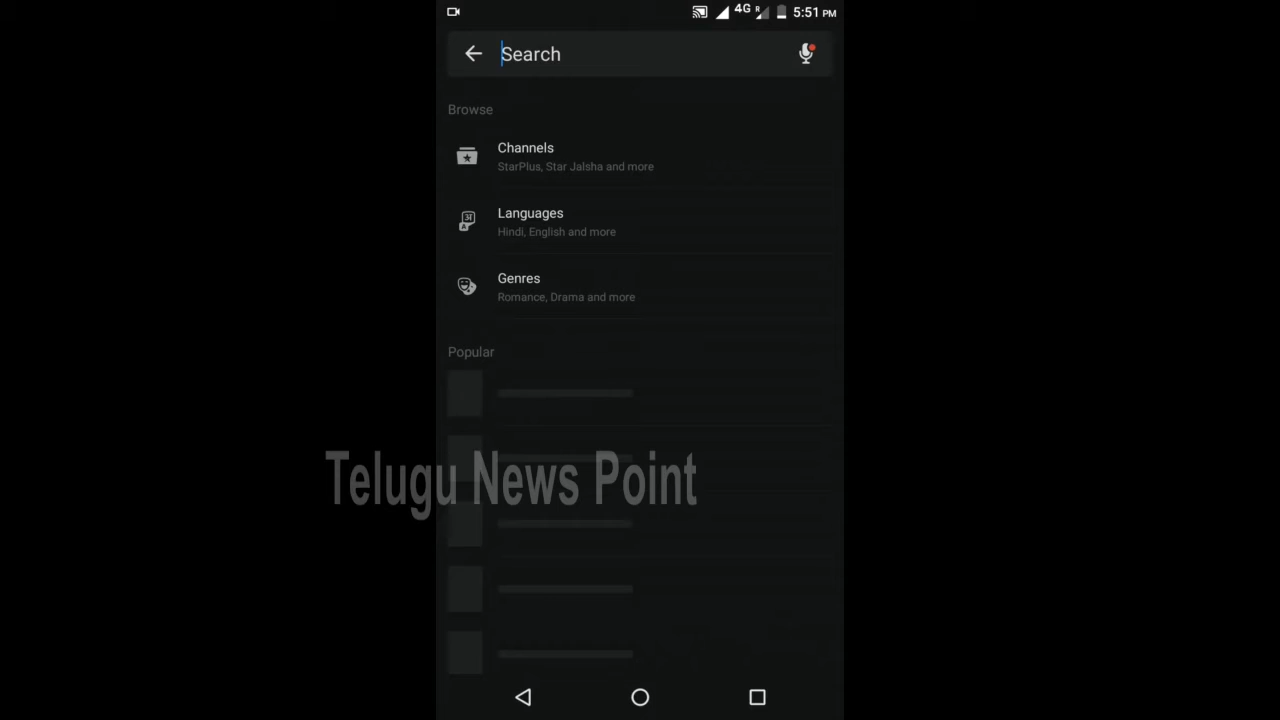 4G R 5:51 PM
Search
Browse
Channels
StarPlus, Star Jalsha and more
Languages
Hindi, English and more
Genres
Romance, Drama and more
Popular
Telugu News Point